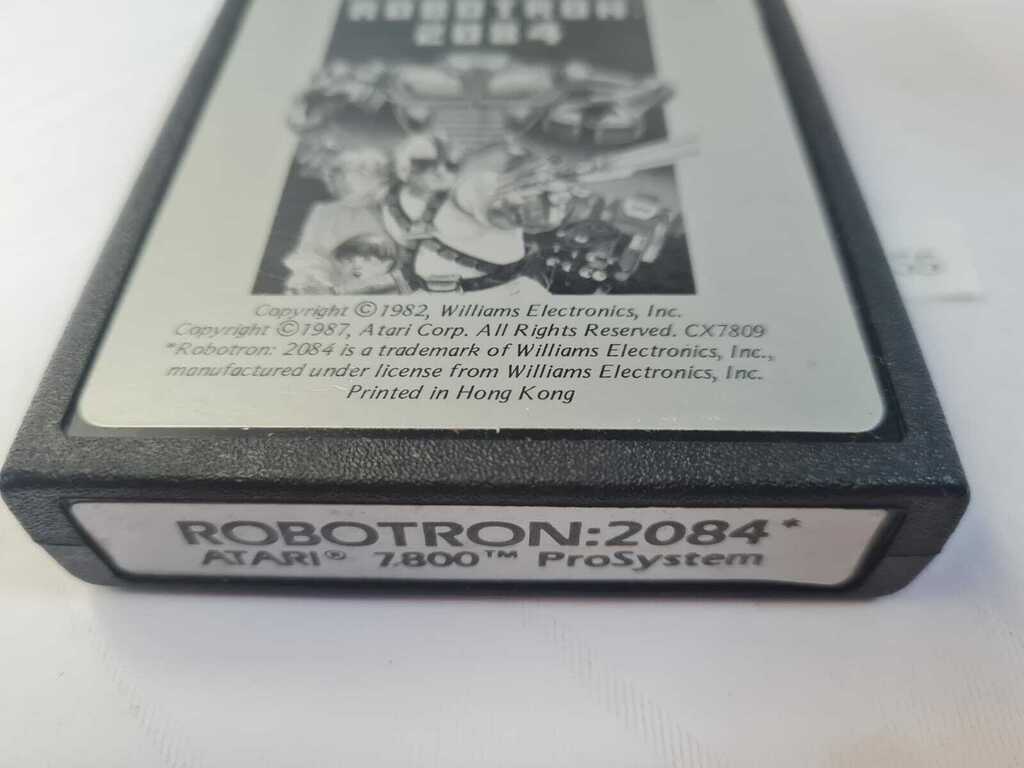 ROBOTRON
2084
Copyright ©1982, Williams Electronics, Inc.
Copyright ©1987, Atari Corp. All Rights Reserved. CX7809
*Robotron: 2084 is a trademark of Williams Electronics, Inc.,
manufactured under license from Williams Electronics, Inc.
Printed in Hong Kong
ROBOTRON:2084*
ATARI® 7800™ ProSystem